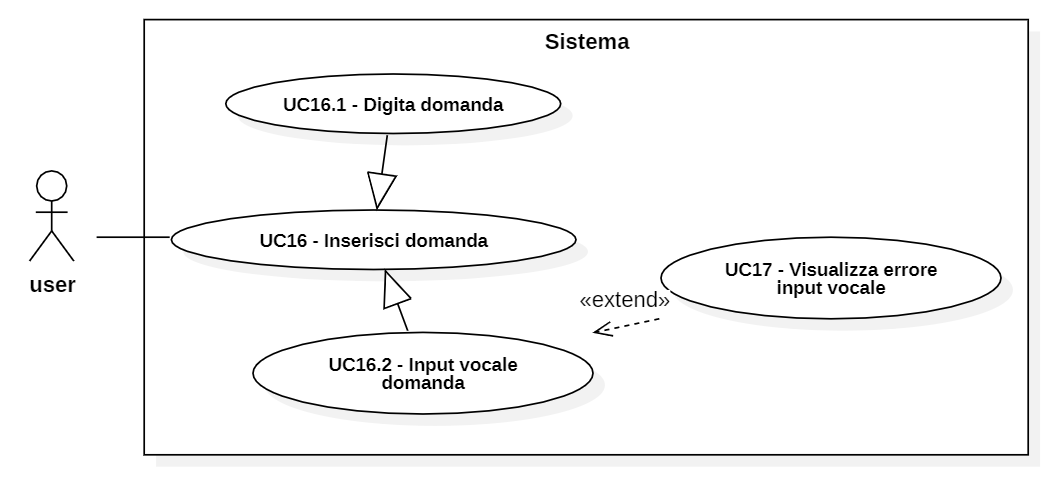 Sistema
UC16.1 - Digita domanda
UC16 - Inserisci domanda
user
«extend»
UC17 - Visualizza errore
input vocale
UC16.2 - Input vocale
domanda